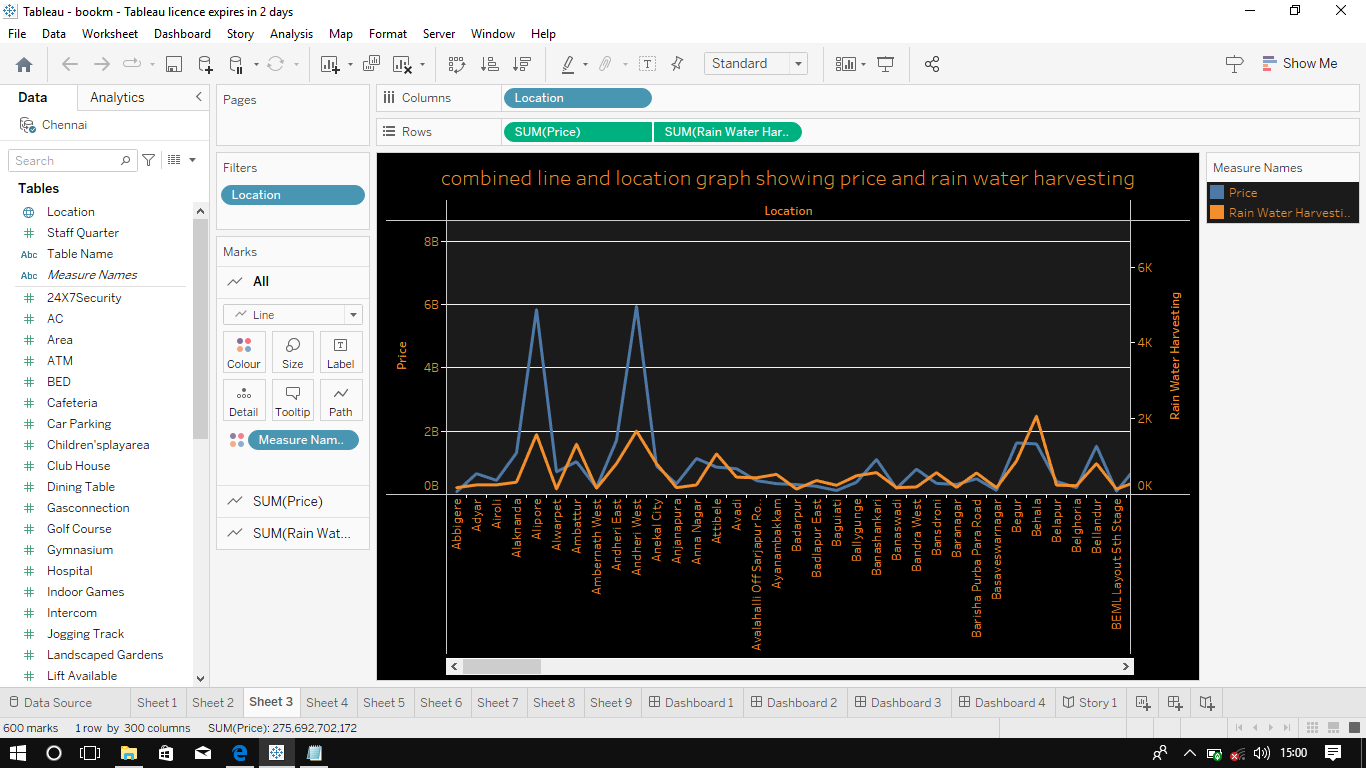 Tableau - bookm - Tableau licence expires in 2 days
File Data Worksheet Dashboard Story Analysis Map Format Server Window Help
Standard
Show Me
Data Analytics
Chennai
Search
Tables
Location
Staff Quarter
Abc Table Name
Abc Measure Names
24X7Security
AC
Area
ATM
BED
Cafeteria
Car Parking
Children'splayarea
Club House
Dining Table
Gasconnection
Golf Course
Gymnasium
Hospital
Indoor Games
Intercom
Jogging Track
Landscaped Gardens
Lift Available
Pages
Filters
Location
Marks
All
Line
Colour Size Label
Detail Tooltip Path
Measure Nam..
SUM(Price)
SUM(Rain Wat...
Columns Location
Rows SUM(Price) SUM(Rain Water Har..
combined line and location graph showing price and rain water harvesting
Location
Price
8B
6B
4B
2B
0B
6K
4K
2K
0K
Rain Water Harvesting
Abbigere
Adyar
Airoli
Alaknanda
Alipore
Alwarpet
Ambattur
Ambernath West
Andheri East
Andheri West
Anekal City
Anjanapura
Anna Nagar
Attibele
Avadi
Avalahalli Off Sarjapur Ro..
Ayanambakkam
Badarpur
Badlapur East
Baguiati
Ballygunge
Banashankari
Banaswadi
Bandra West
Bansdroni
Baranagar
Barisha Purba Para Road
Basaveswarnagar
Begur
Behala
Belapur
Belghoria
Bellandur
BEML Layout 5th Stage
Measure Names
Price
Rain Water Harvesti..
Data Source Sheet 1 Sheet 2 Sheet 3 Sheet 4 Sheet 5 Sheet 6 Sheet 7 Sheet 8 Sheet 9 Dashboard 1 Dashboard 2 Dashboard 3 Dashboard 4 Story 1
600 marks 1 row by 300 columns SUM(Price): 275,692,702,172
15:00